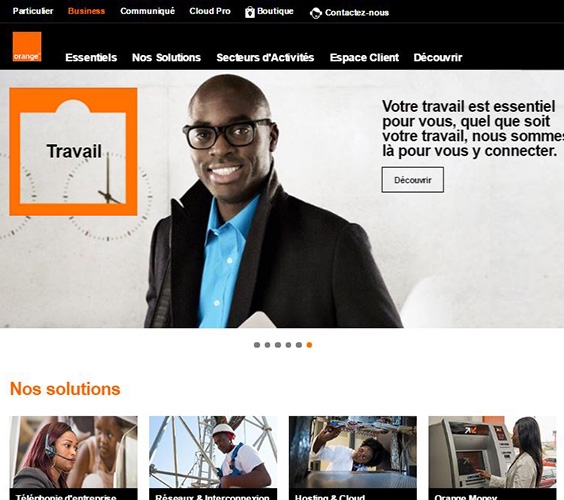 Particulier Business Communiqué Cloud Pro Boutique Contactez-nous
orange
Essentiels Nos Solutions Secteurs d'Activités Espace Client Découvrir
Travail
Votre travail est essentiel
pour vous, quel que soit
votre travail, nous sommes
là pour vous y connecter.
Découvrir
Nos solutions
Téléphonie d'entreprise Réseaux & Interconnexion Hosting & Cloud Orange Money